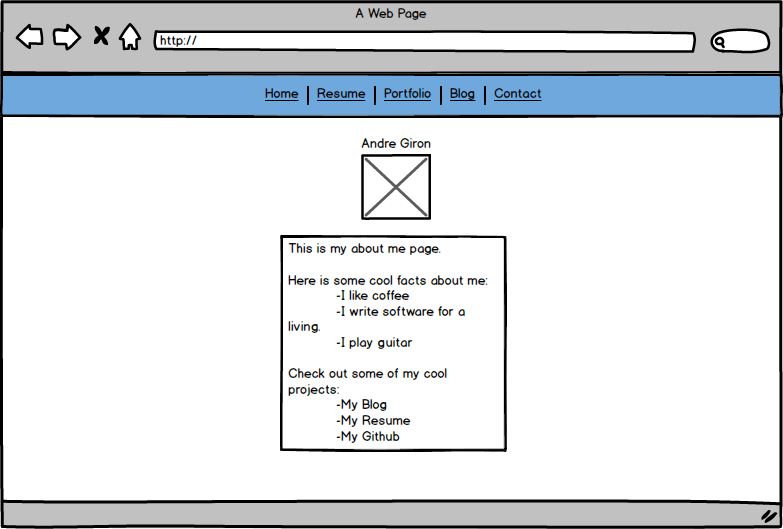 A Web Page
http://
Home | Resume | Portfolio | Blog | Contact
Andre Giron
This is my about me page.
Here is some cool facts about me:
-I like coffee
-I write software for a
living.
-I play guitar
Check out some of my cool
projects:
-My Blog
-My Resume
-My Github